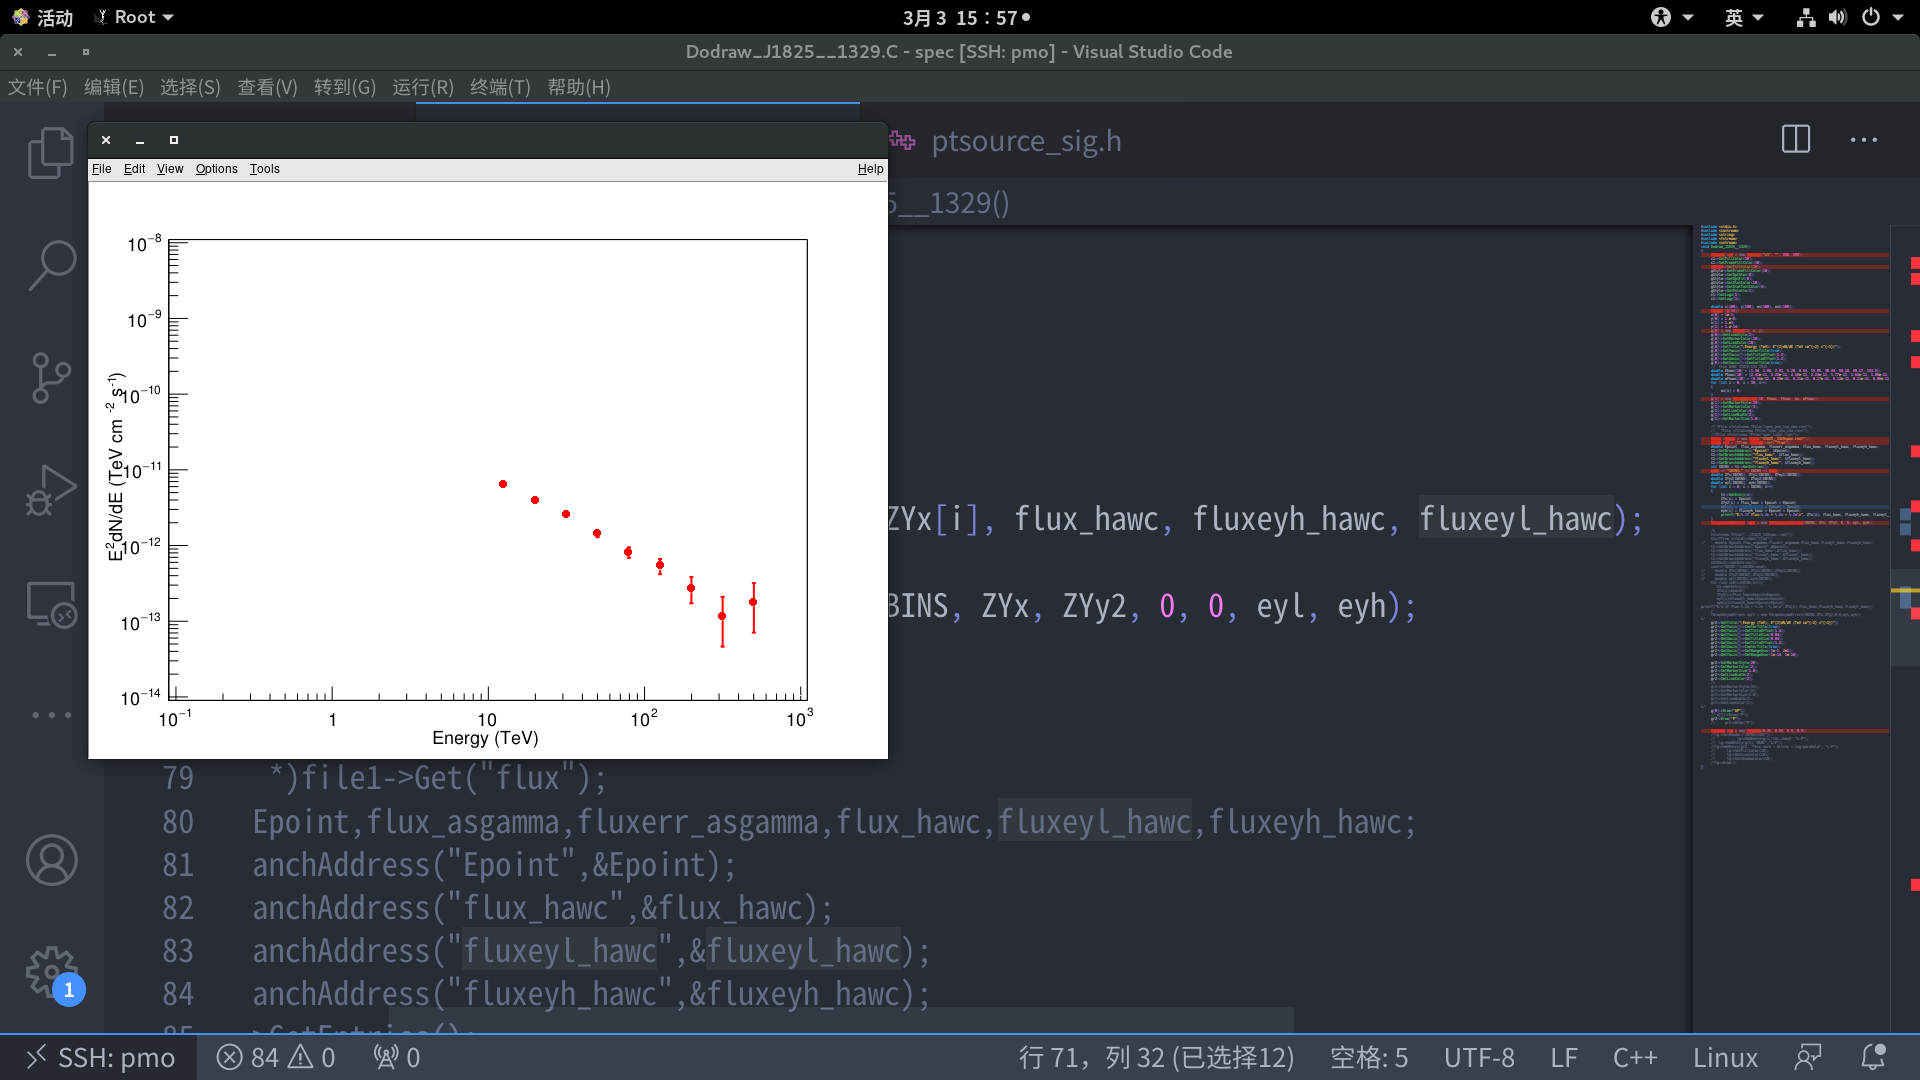 活动 Root 3月 3 15：57 英
Dodraw_J1825__1329.C - spec [SSH: pmo] - Visual Studio Code
文件(F) 编辑(E) 选择(S) 查看(V) 转到(G) 运行(R) 终端(T) 帮助(H)
ptsource_sig.h
File Edit View Options Tools Help
5__1329()
10−8
10−9
10−10
10−11
10−12
10−13
10−14
E2dN/dE (TeV cm-2 s-1)
10−1 1 10 102 103
Energy (TeV)
ZYx[i], flux_hawc, fluxeyh_hawc, fluxeyl_hawc);
BINS, ZYx, ZYy2, 0, 0, eyl, eyh);
79 *)file1->Get("flux");
80 Epoint,flux_asgamma,fluxerr_asgamma,flux_hawc,fluxeyl_hawc,fluxeyh_hawc;
81 anchAddress("Epoint",&Epoint);
82 anchAddress("flux_hawc",&flux_hawc);
83 anchAddress("fluxeyl_hawc",&fluxeyl_hawc);
84 anchAddress("fluxeyh_hawc",&fluxeyh_hawc);
85 >GetEntries();
1
SSH: pmo 84 0 0 行 71，列 32 (已选择12) 空格: 5 UTF-8 LF C++ Linux